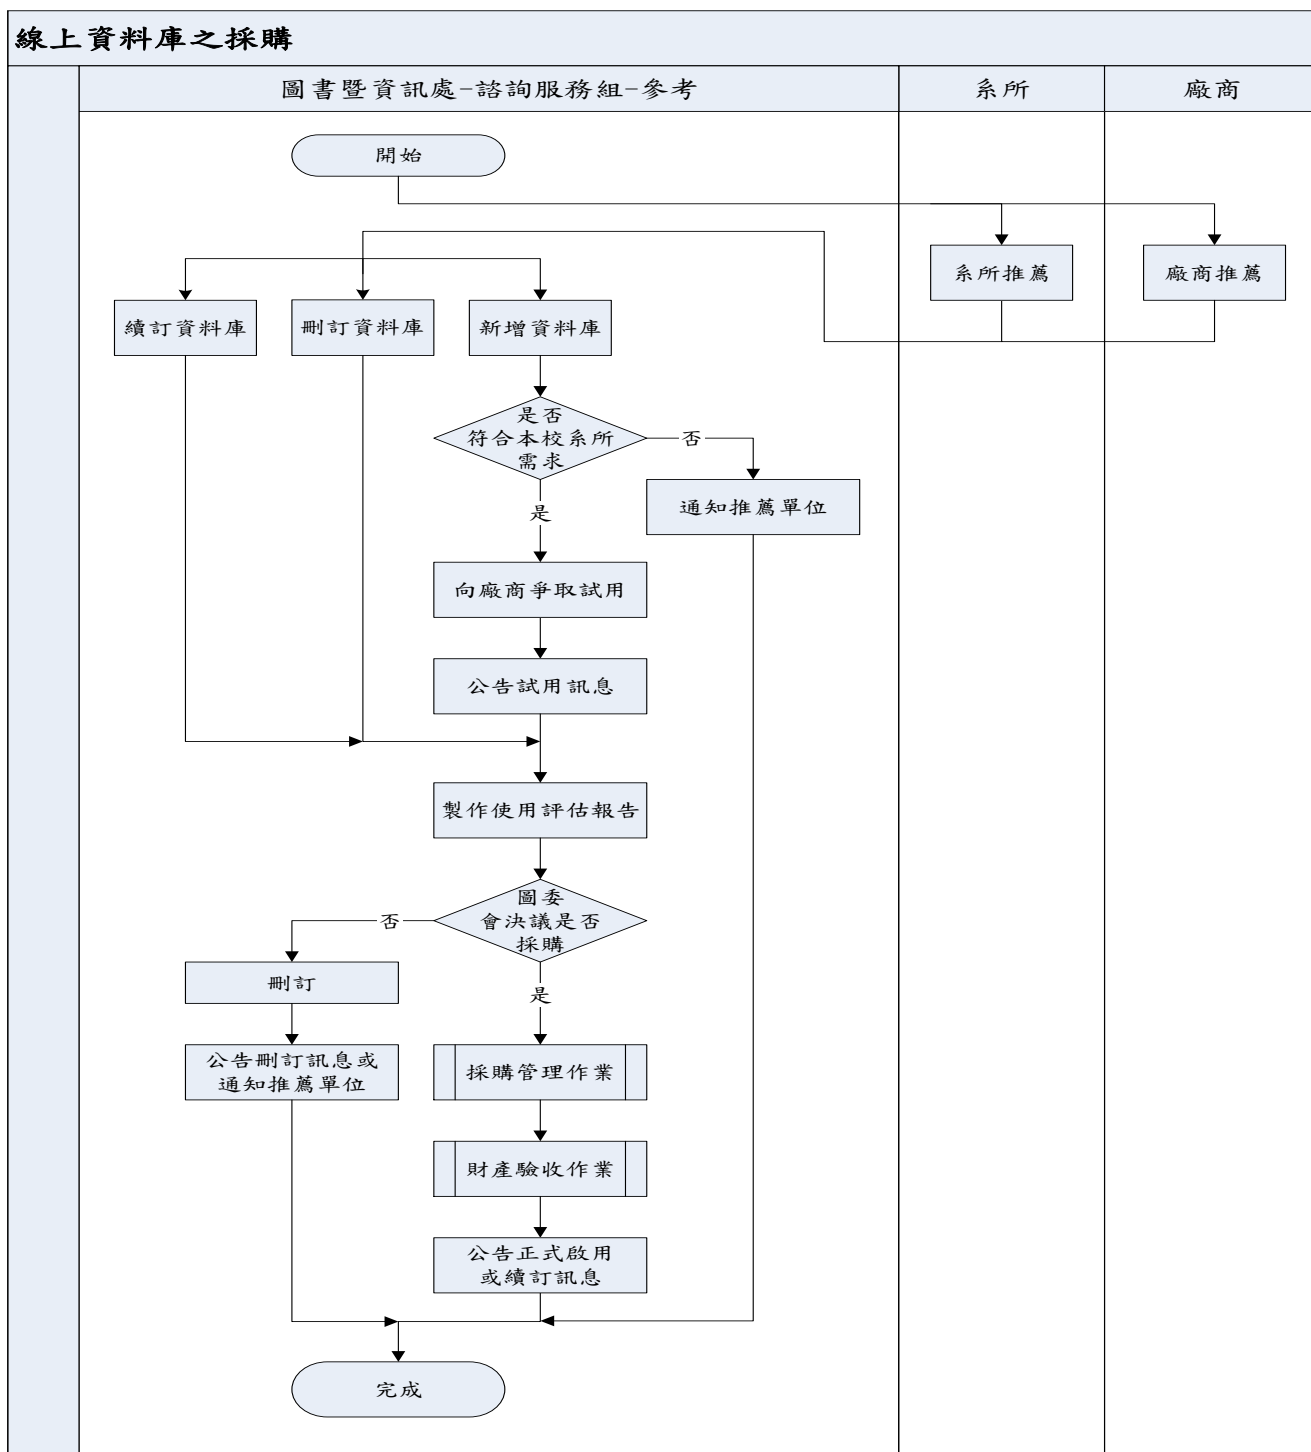 線上資料庫之採購
圖書暨資訊處-諮詢服務組-參考
系所
廠商
開始
系所推薦
廠商推薦
續訂資料庫
刪訂資料庫
新增資料庫
是否
符合本校系所
需求
否
通知推薦單位
是
向廠商爭取試用
公告試用訊息
製作使用評估報告
圖委
會決議是否
採購
否
刪訂
是
公告刪訂訊息或
通知推薦單位
採購管理作業
財產驗收作業
公告正式啟用
或續訂訊息
完成